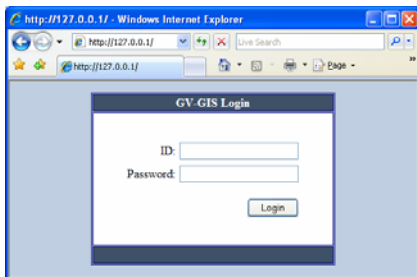 http://127.0.0.1/ - Windows Internet Explorer
http://127.0.0.1/
Live Search
http://127.0.0.1/
Page
GV-GIS Login
ID:
Password:
Login